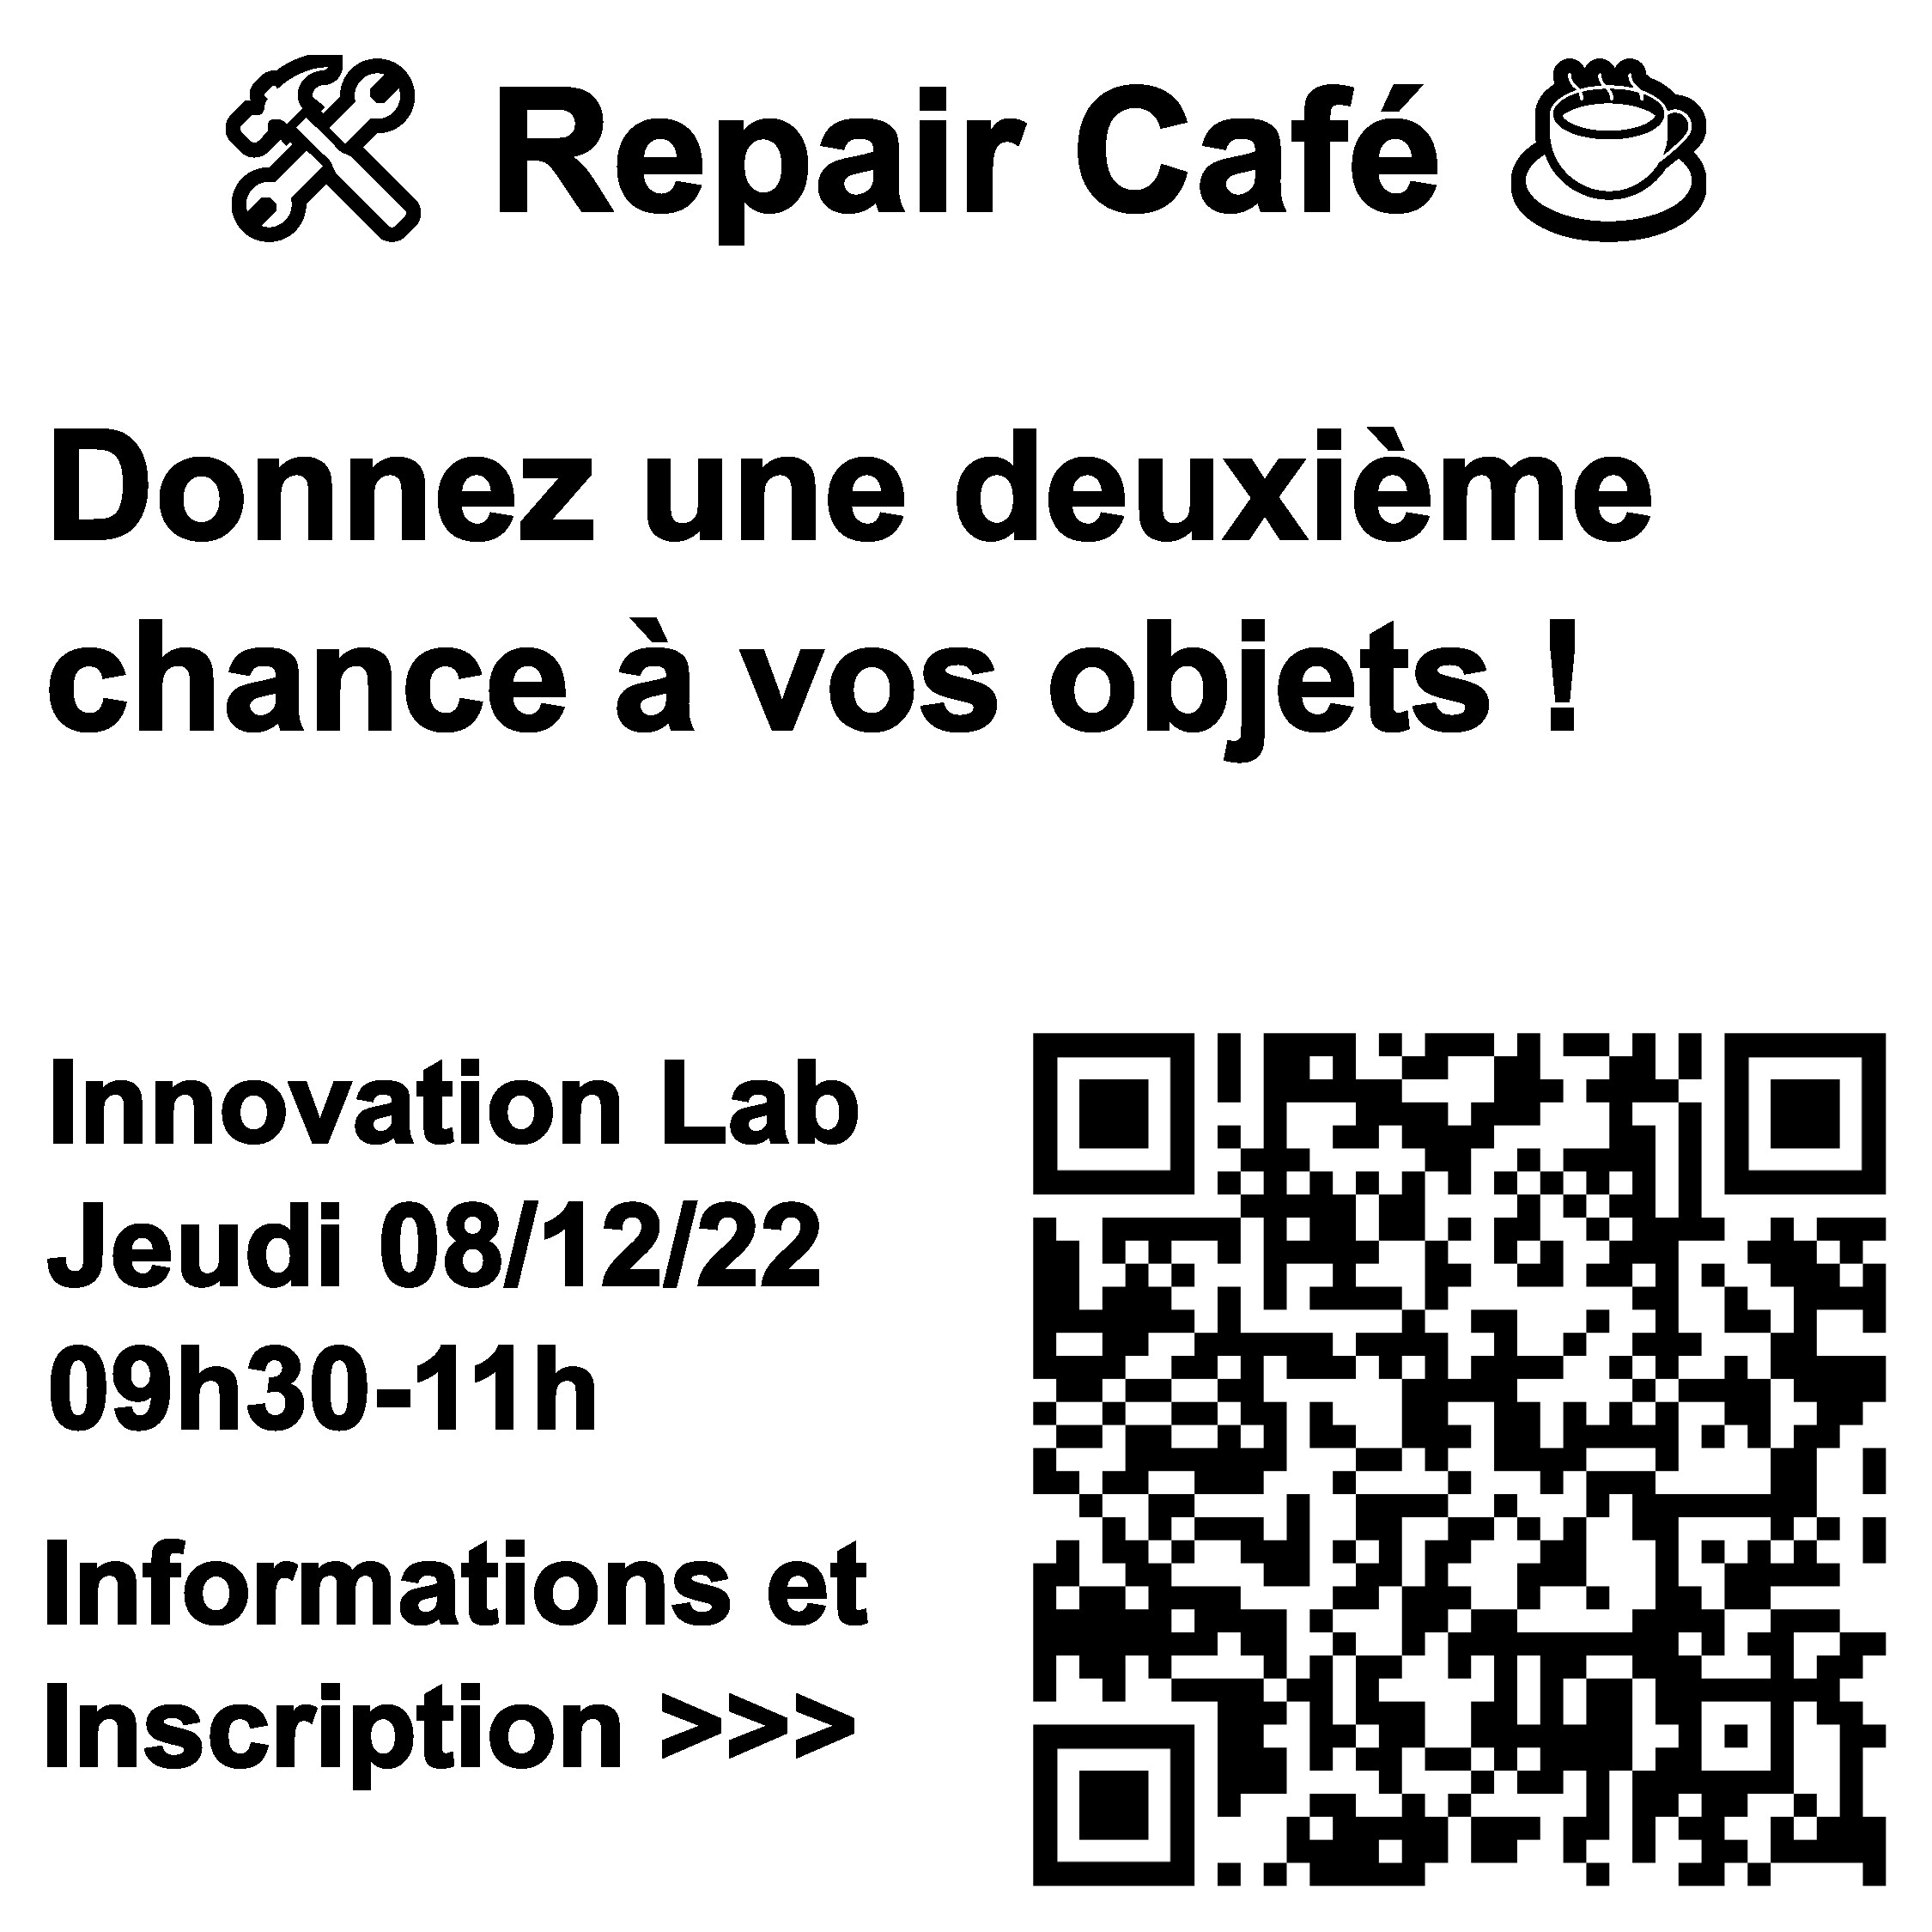 Repair Café
Donnez une deuxième
chance à vos objets !
Innovation Lab
Jeudi 08/12/22
09h30-11h
Informations et
Inscription >>>